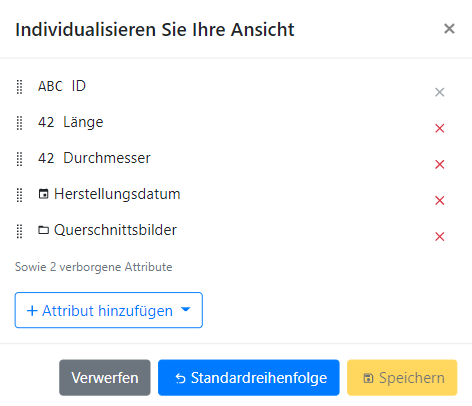 Individualisieren Sie Ihre Ansicht
ABC ID
42 Länge
42 Durchmesser
Herstellungsdatum
Querschnittsbilder
Sowie 2 verborgene Attribute
+ Attribut hinzufügen
Verwerfen Standardreihenfolge Speichern